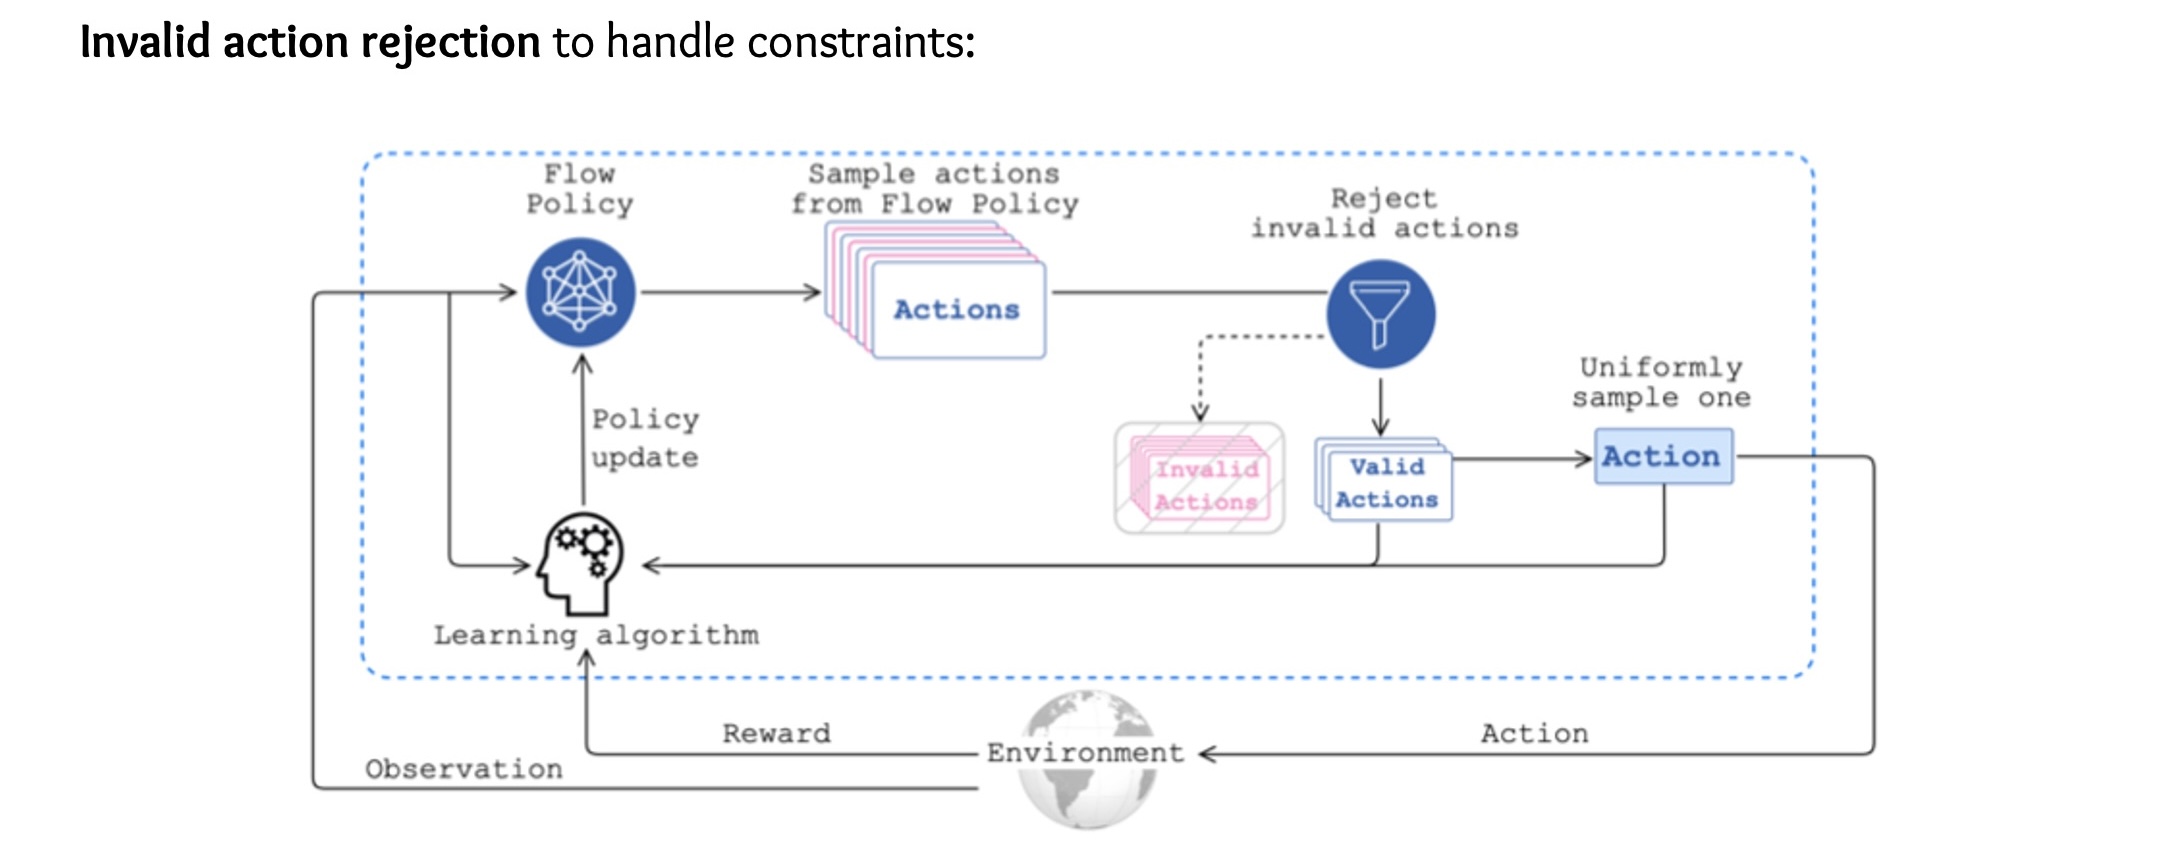 Invalid action rejection to handle constraints:
Flow
Policy
Sample actions
from Flow Policy
Reject
invalid actions
Actions
Uniformly
sample one
Policy
update
Invalid
Actions
Valid
Actions
Action
Learning algorithm
Reward
Environment
Action
Observation